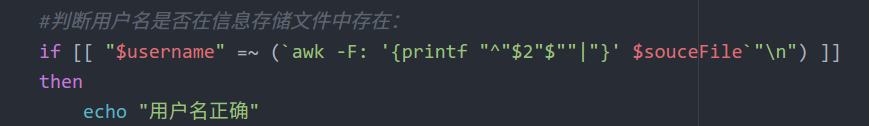 #判断用户名是否在信息存储文件中存在：
if [[ "$username" =~ (`awk -F: '{printf "^"$2"$""|"}' $souceFile`"\n") ]]
then
echo "用户名正确"